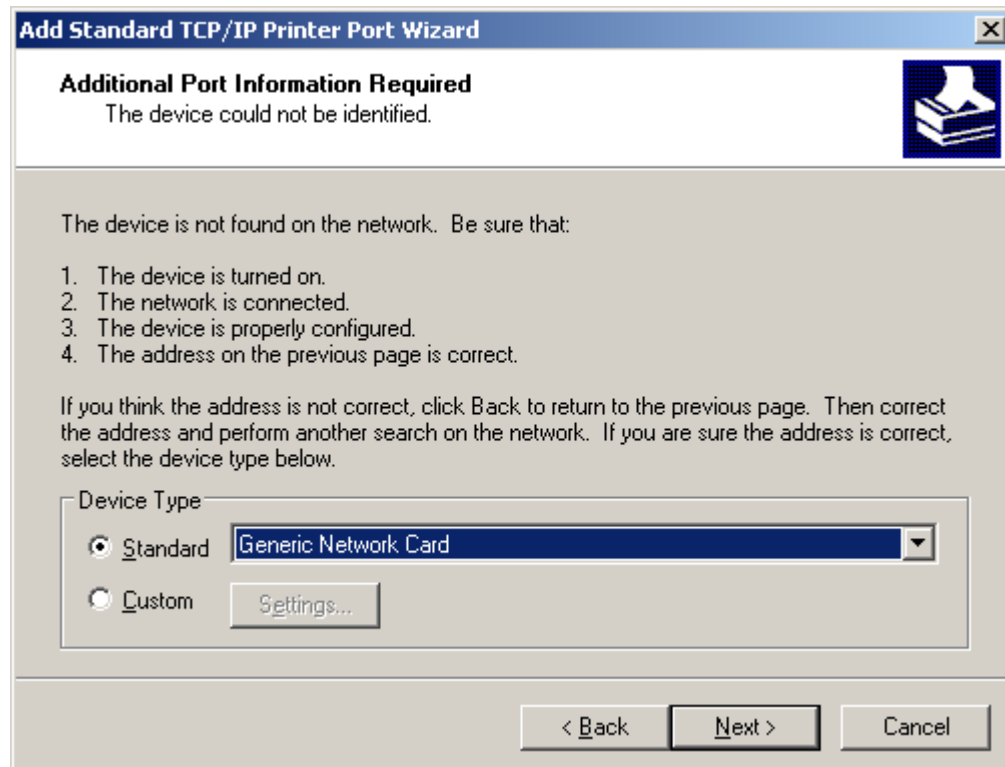 Add Standard TCP/IP Printer Port Wizard
Additional Port Information Required
The device could not be identified.
The device is not found on the network.  Be sure that:
1.  The device is turned on.
2.  The network is connected.
3.  The device is properly configured.
4.  The address on the previous page is correct.
If you think the address is not correct, click Back to return to the previous page.  Then correct
the address and perform another search on the network.  If you are sure the address is correct,
select the device type below.
Device Type
Standard Generic Network Card
Custom Settings...
< Back Next > Cancel